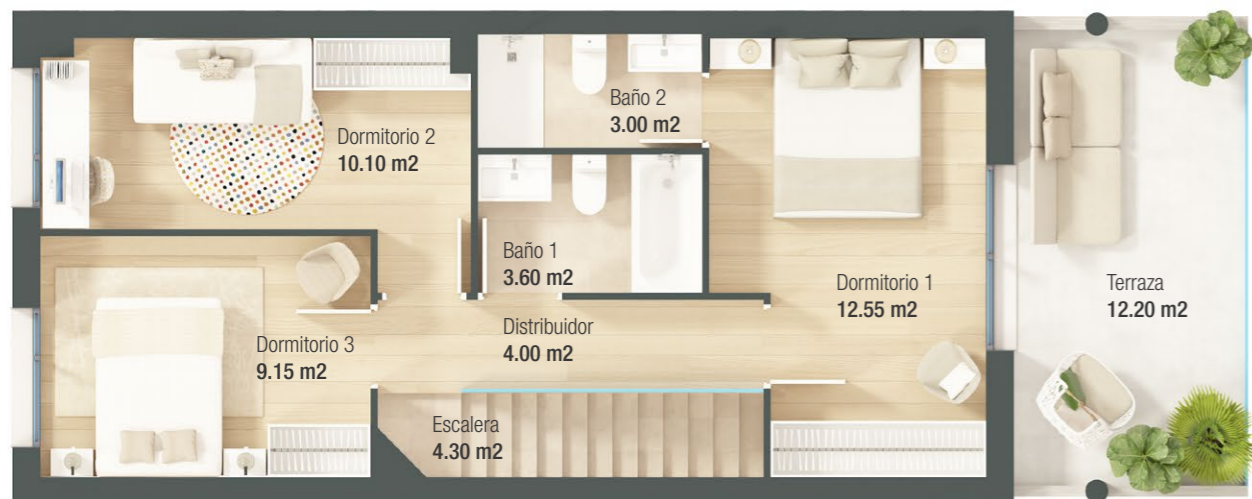 Dormitorio 2
10.10 m2
Baño 2
3.00 m2
Baño 1
3.60 m2
Dormitorio 1
12.55 m2
Terraza
12.20 m2
Distribuidor
4.00 m2
Dormitorio 3
9.15 m2
Escalera
4.30 m2